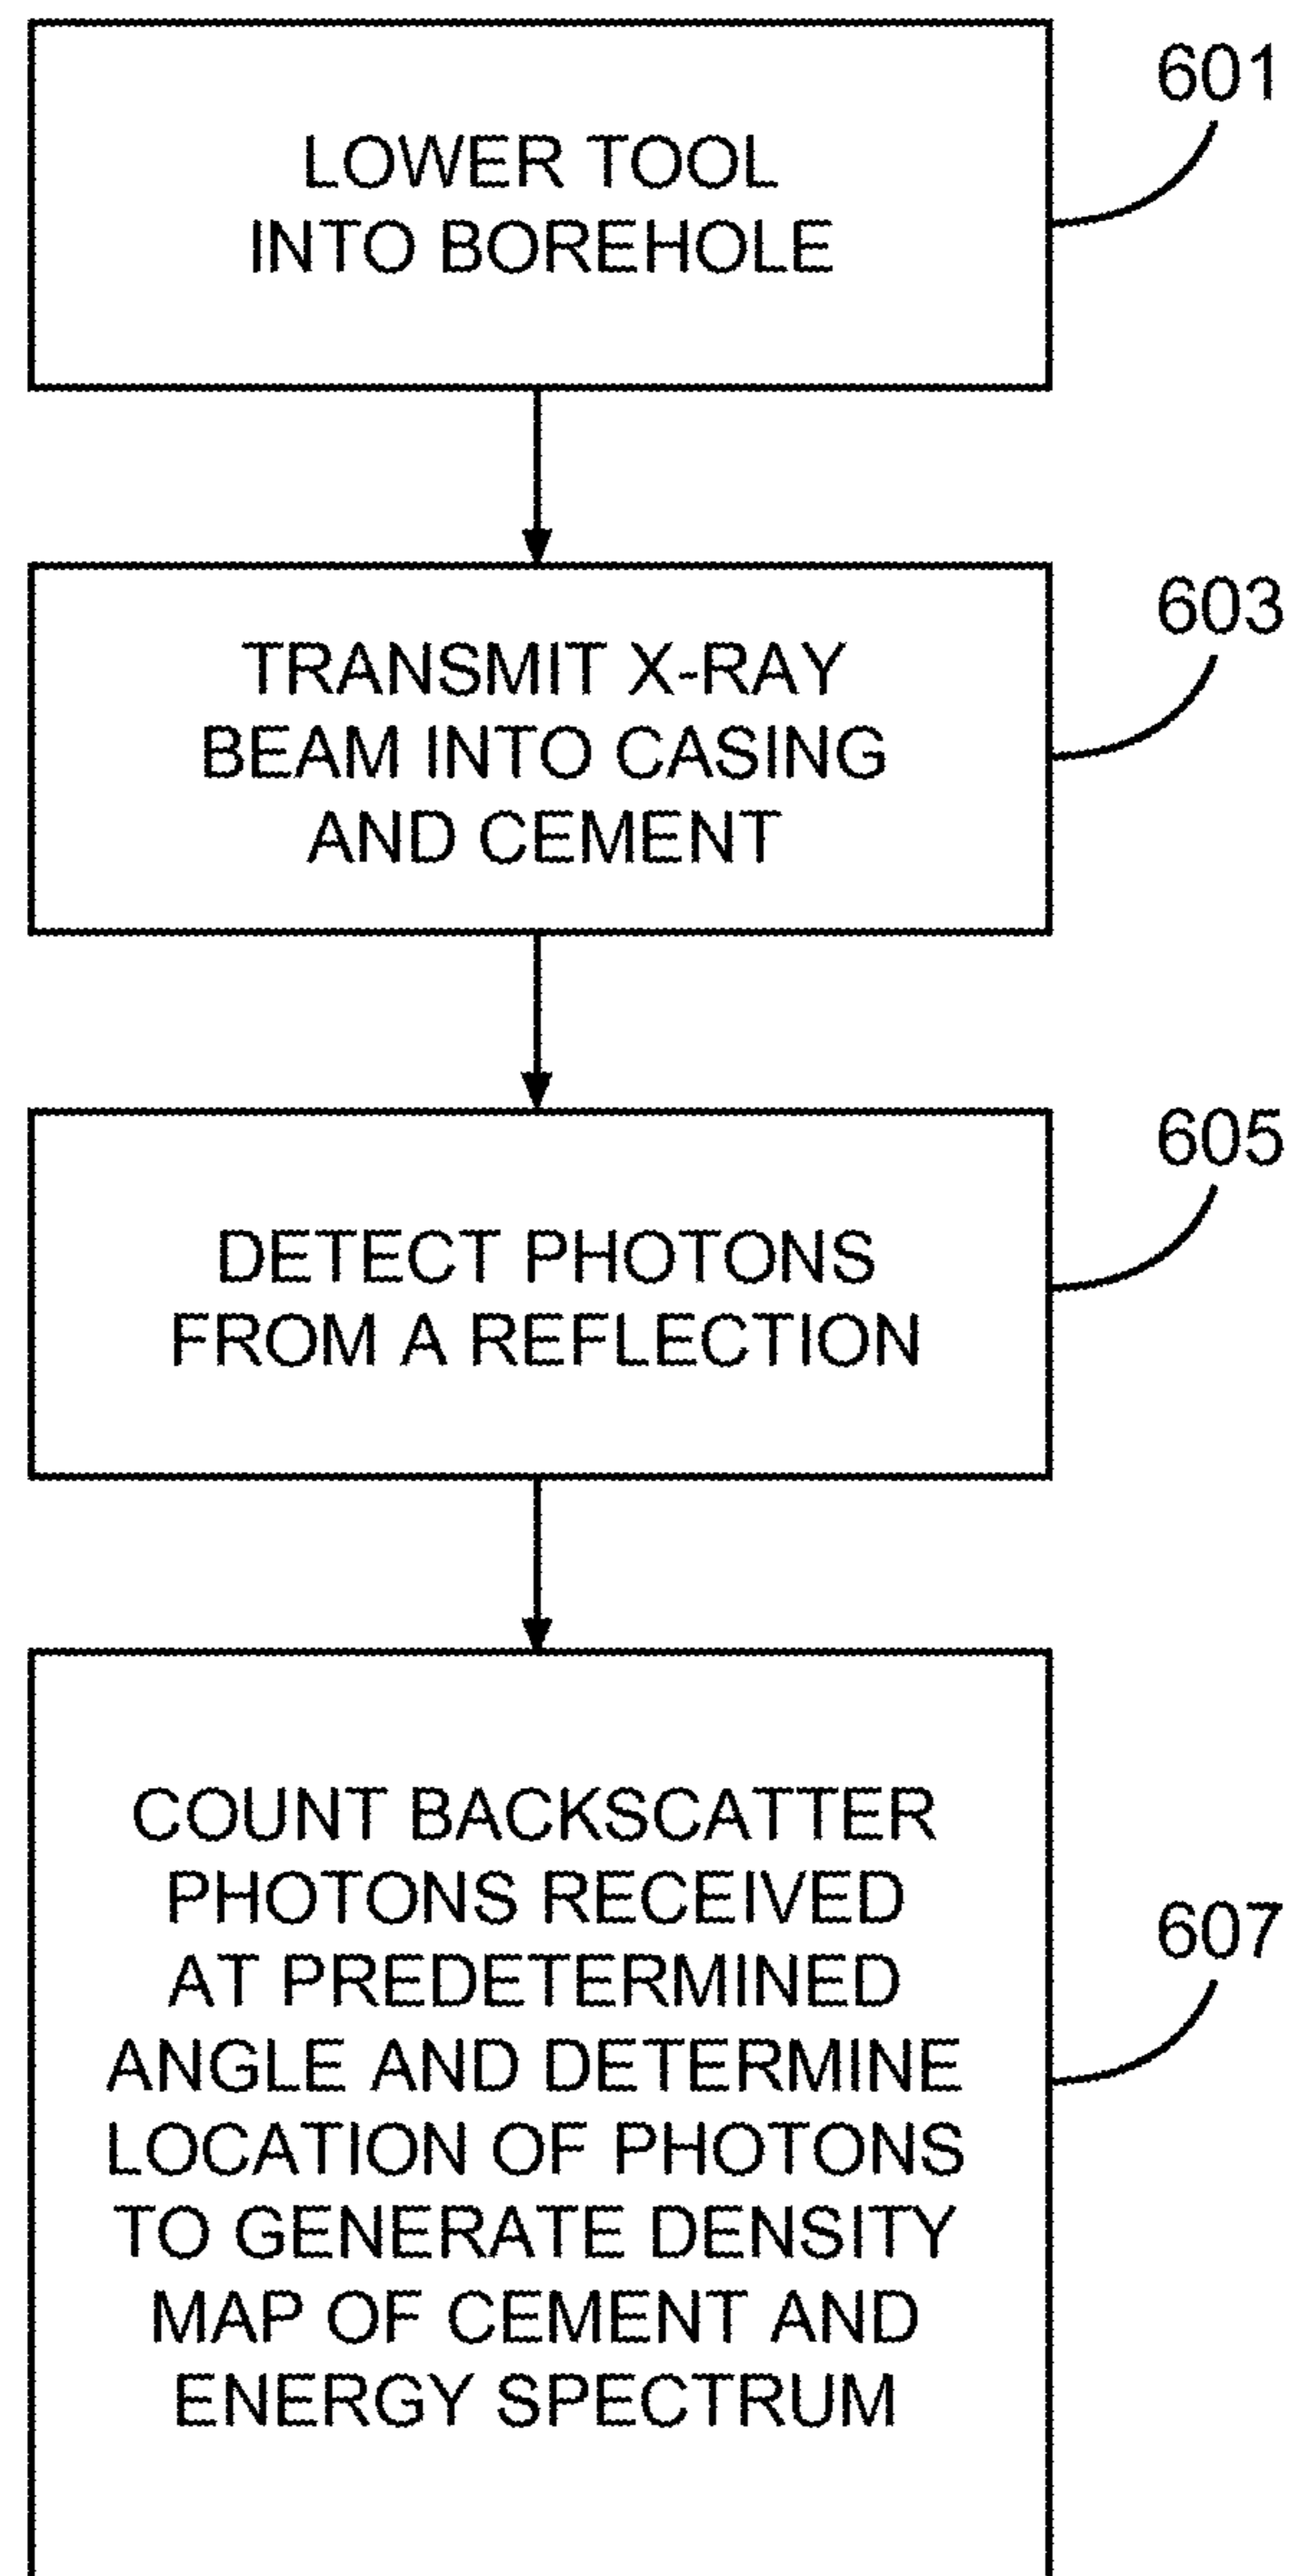 601
LOWER TOOL
INTO BOREHOLE
603
TRANSMIT X-RAY
BEAM INTO CASING
AND CEMENT
605
DETECT PHOTONS
FROM A REFLECTION
607
COUNT BACKSCATTER
PHOTONS RECEIVED
AT PREDETERMINED
ANGLE AND DETERMINE
LOCATION OF PHOTONS
TO GENERATE DENSITY
MAP OF CEMENT AND
ENERGY SPECTRUM